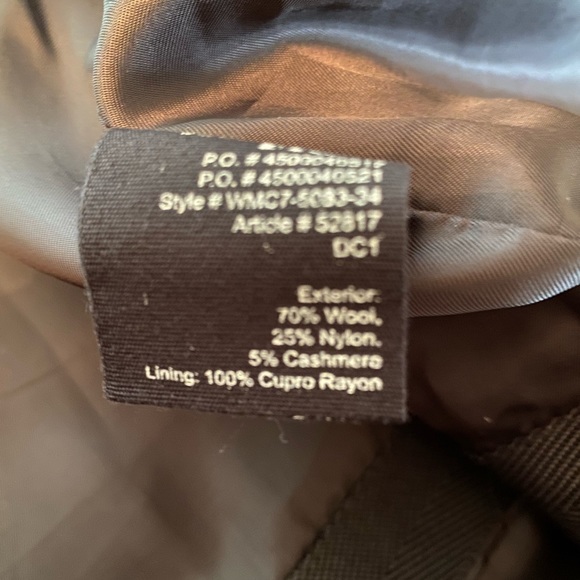 P.O. # 4500040519
P.O. # 4500040521
Style # WMC7-5083-34
Article # 52817
DC1
Exterior:
70% Wool,
25% Nylon,
5% Cashmere
Lining: 100% Cupro Rayon